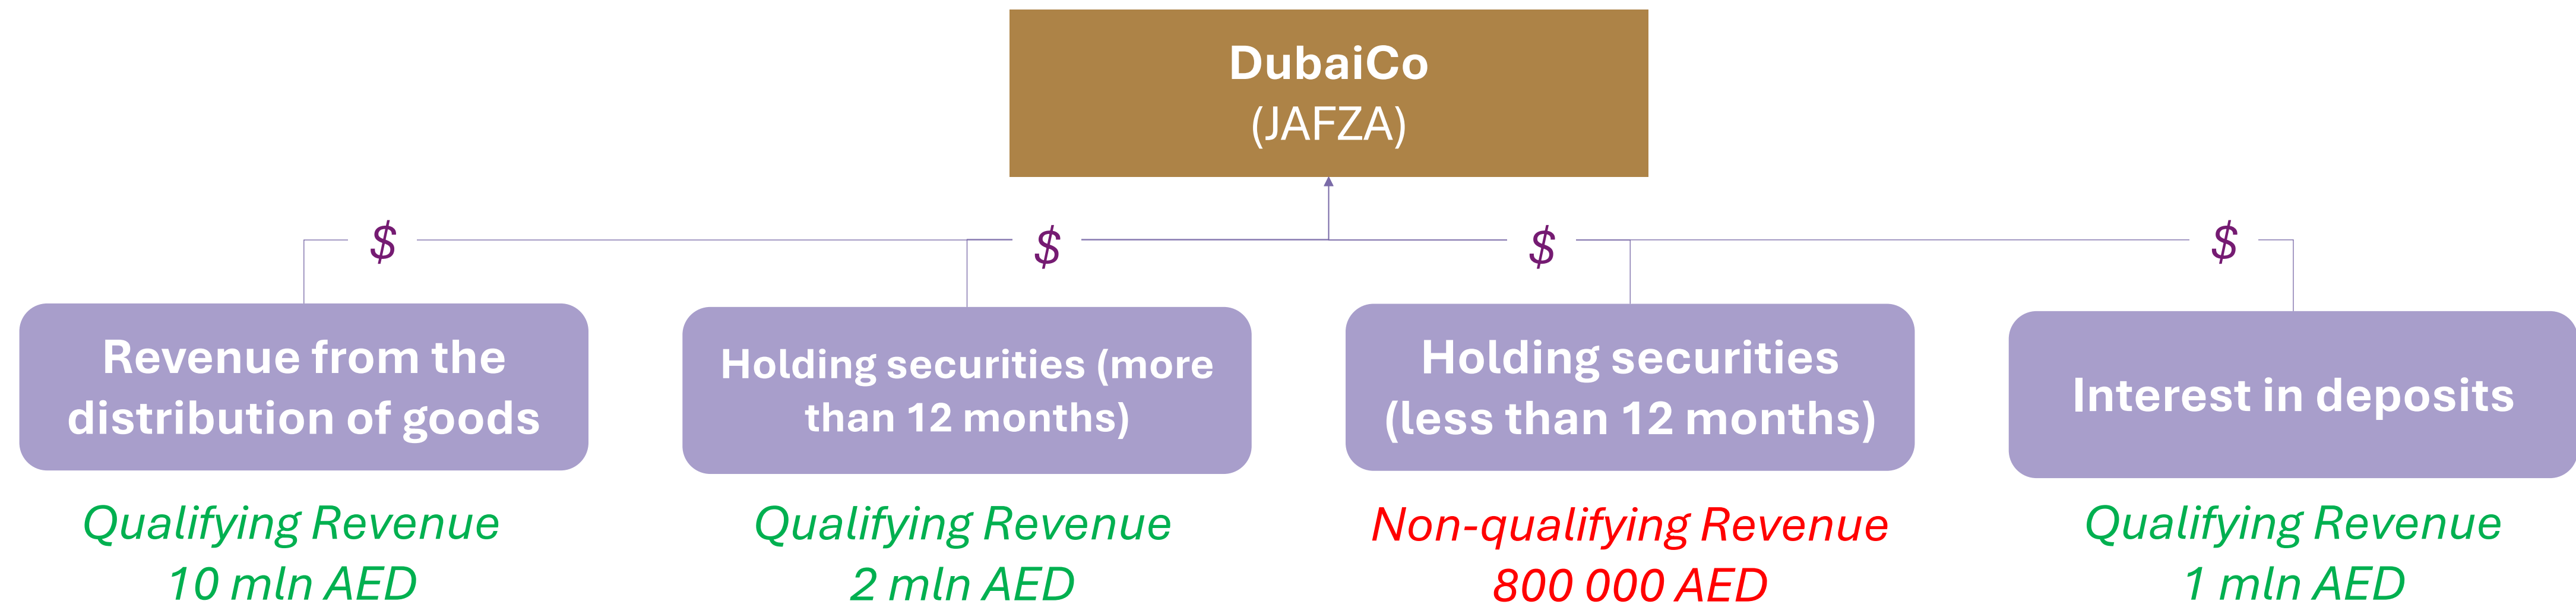 DubaiCo
(JAFZA)
$
$
$
$
Revenue from the
distribution of goods
Holding securities (more
than 12 months)
Holding securities
(less than 12 months)
Interest in deposits
Qualifying Revenue
10 mln AED
Qualifying Revenue
2 mln AED
Non-qualifying Revenue
800 000 AED
Qualifying Revenue
1 mln AED